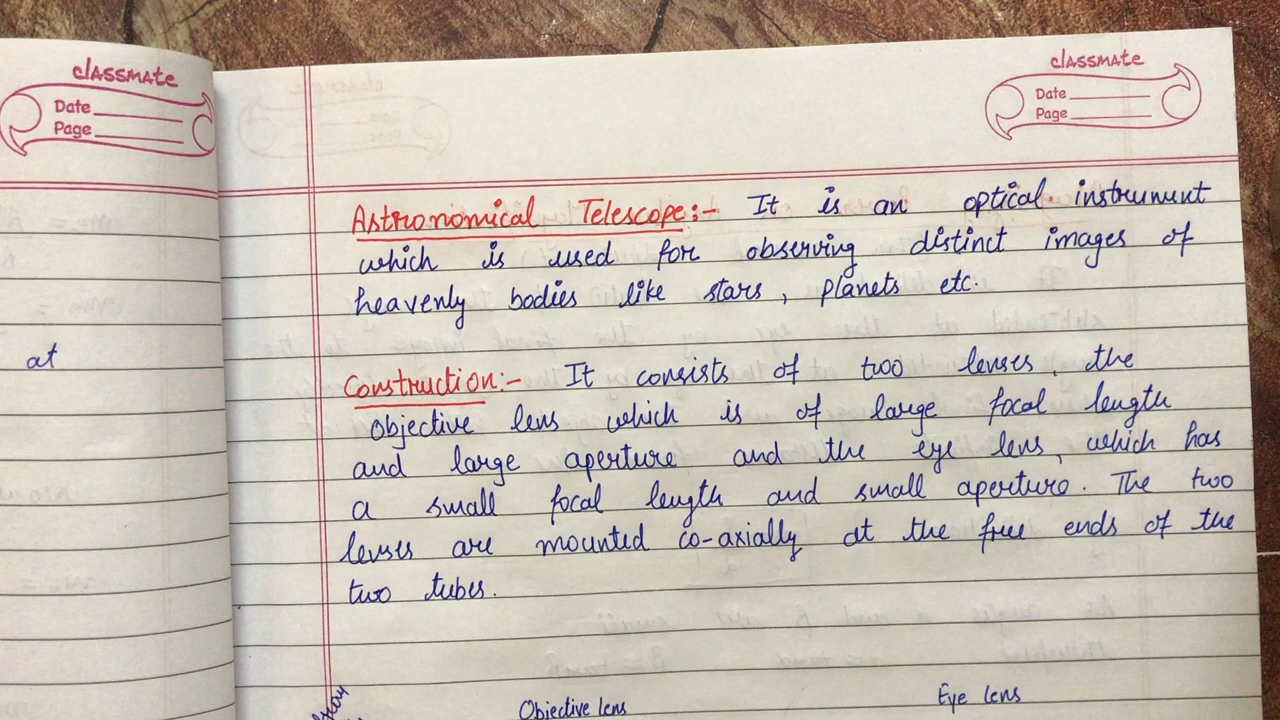 classmate
Date
Page
at
classmate
Date
Page
Astronomical Telescope:- It is an optical instrument
which is used for observing distinct images of
heavenly bodies like stars, planets etc.
Construction:- It consists of two lenses, the
objective lens which is of large focal length
and large aperture and the eye lens, which has
a small focal length and small aperture. The two
lenses are mounted co-axially at the free ends of the
two tubes.
Objective lens
Eye lens